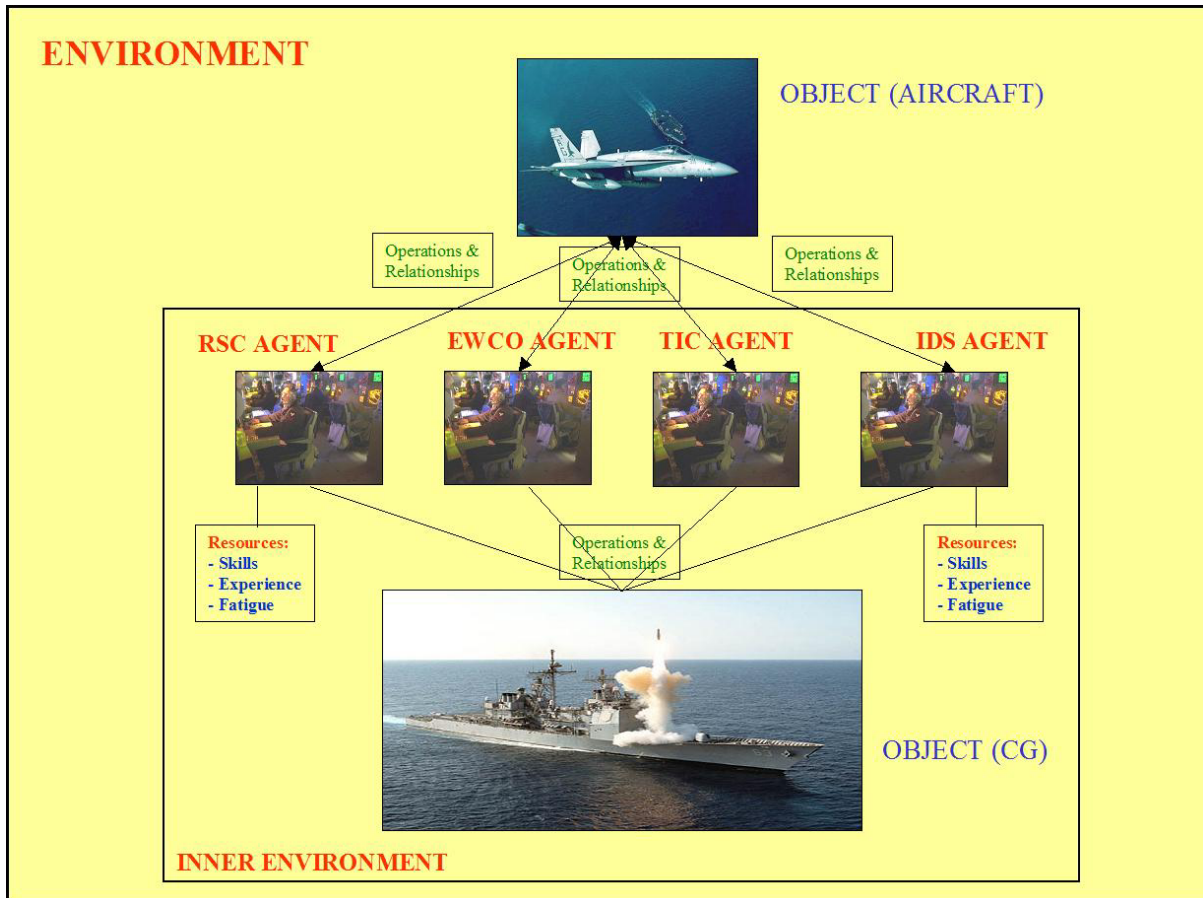 ENVIRONMENT
OBJECT (AIRCRAFT)
Operations &
Relationships
Operations &
Relationships
Operations &
Relationships
RSC AGENT
EWCO AGENT
TIC AGENT
IDS AGENT
Resources:
- Skills
- Experience
- Fatigue
Operations &
Relationships
Resources:
- Skills
- Experience
- Fatigue
OBJECT (CG)
INNER ENVIRONMENT